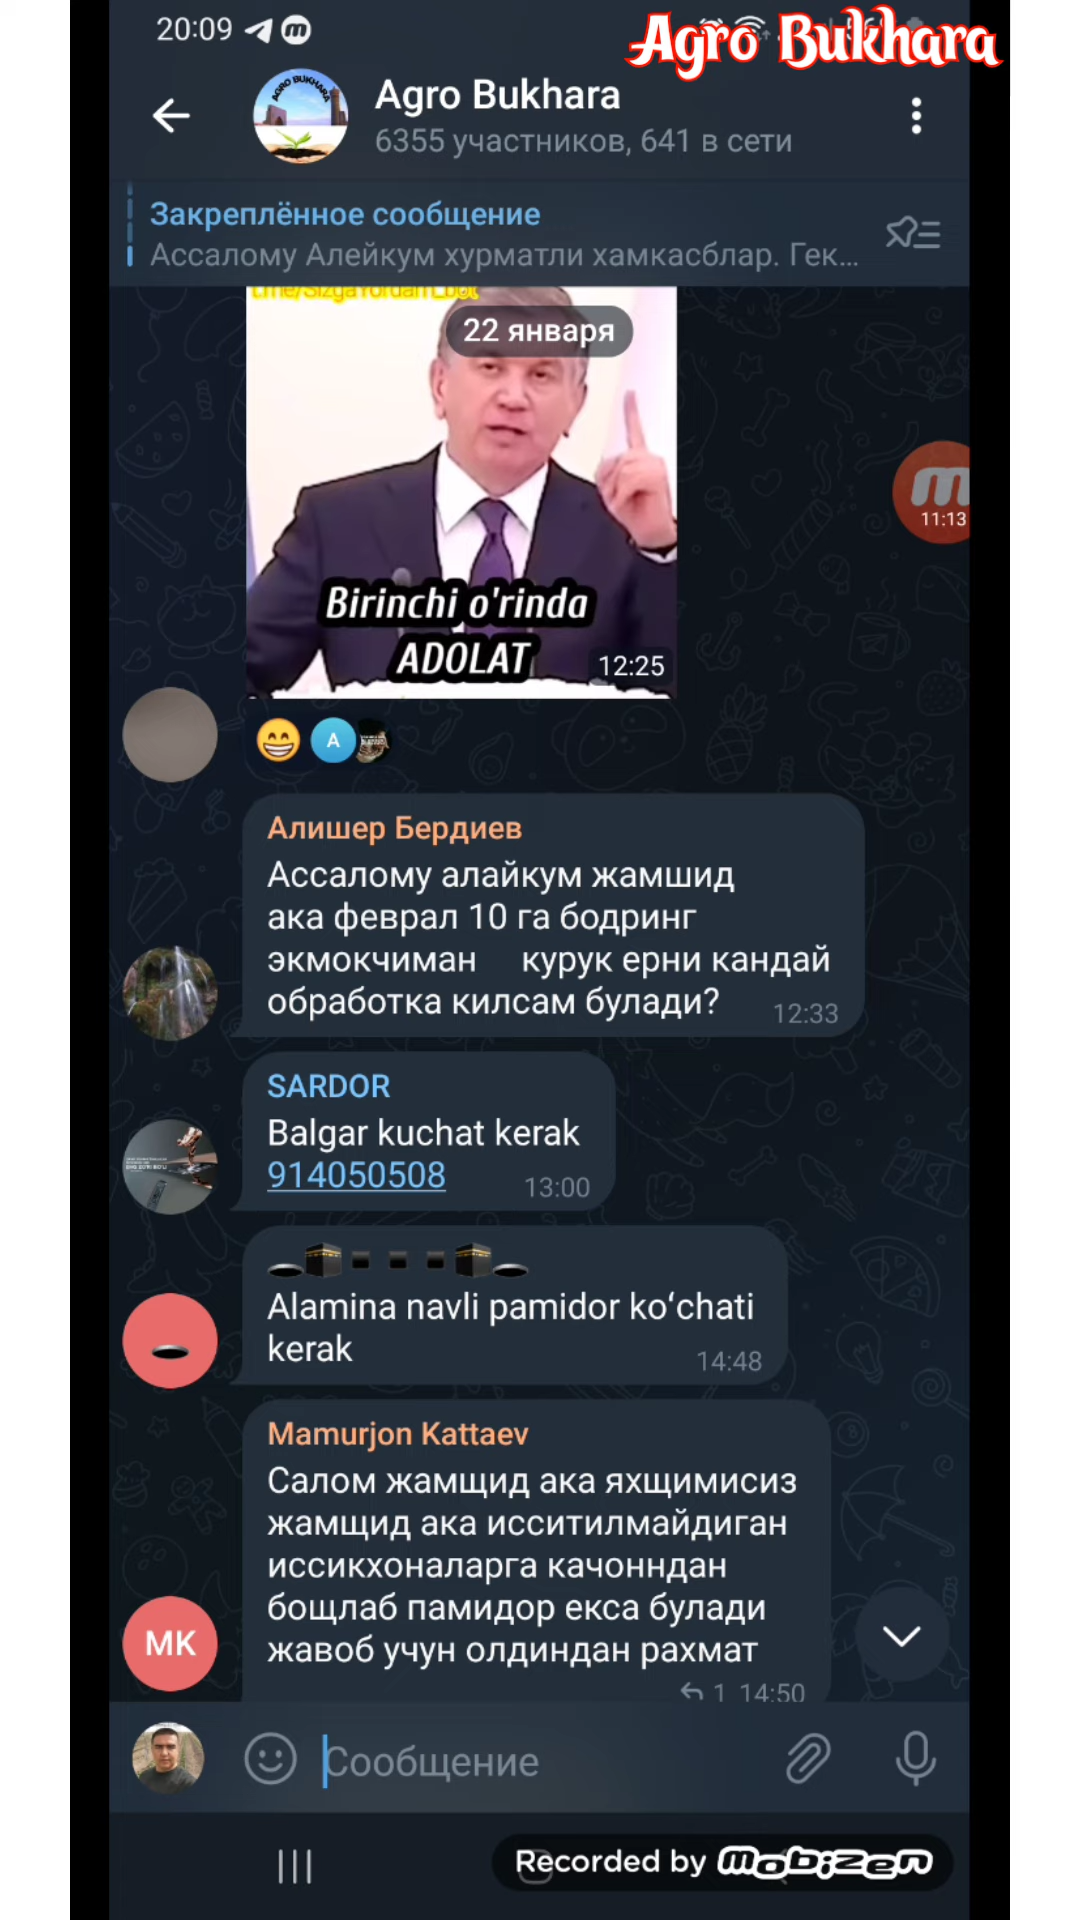 20:09
Agro Bukhara
Agro Bukhara
6355 участников, 641 в сети
Закреплённое сообщение
Ассалому Алейкум хурматли хамкасблар. Гек...
t.me/SizgaYordam_bot
22 января
11:13
Birinchi o'rinda
ADOLAT
12:25
A
Алишер Бердиев
Ассалому алайкум жамшид
ака феврал 10 га бодринг
экмокчиман курук ерни кандай
обработка килсам булади?
12:33
SARDOR
Balgar kuchat kerak
914050508
13:00
Alamina navli pamidor koʻchati
kerak
14:48
Mamurjon Kattaev
Салом жамщид ака яхщимисиз
жамщид ака исситилмайдиган
иссикхоналарга качонндан
бощлаб памидор екса булади
жавоб учун олдиндан рахмат
1 14:50
MK
Сообщение
Recorded by mobizen